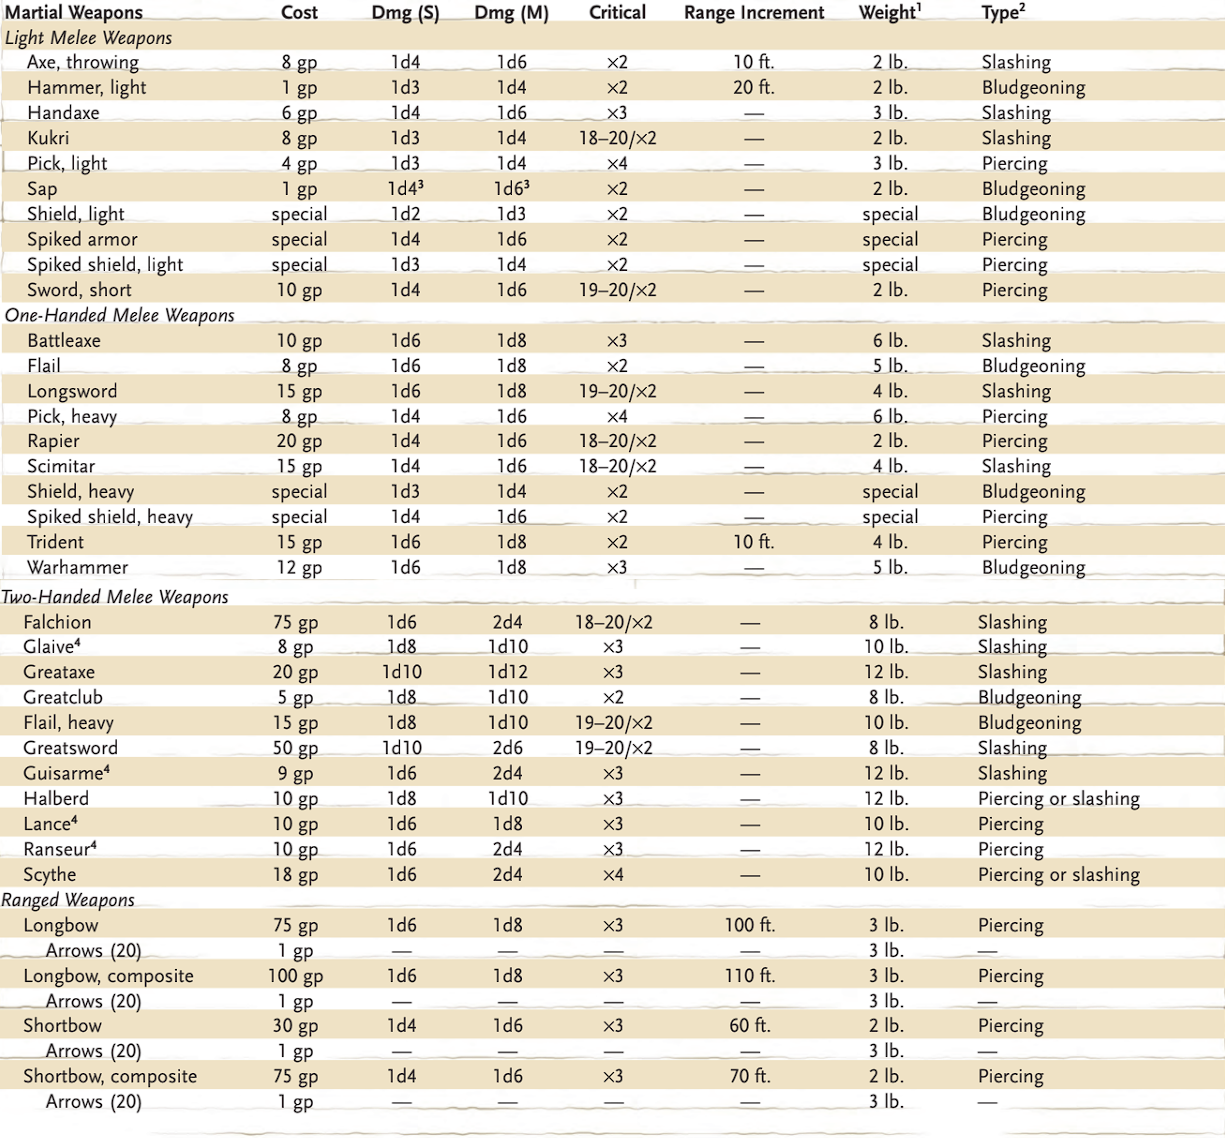 Martial Weapons Cost Dmg (S) Dmg (M) Critical Range Increment Weight¹ Type²
Light Melee Weapons
Axe, throwing 8 gp 1d4 1d6 ×2 10 ft. 2 lb. Slashing
Hammer, light 1 gp 1d3 1d4 ×2 20 ft. 2 lb. Bludgeoning
Handaxe 6 gp 1d4 1d6 ×3 — 3 lb. Slashing
Kukri 8 gp 1d3 1d4 18–20/×2 — 2 lb. Slashing
Pick, light 4 gp 1d3 1d4 ×4 — 3 lb. Piercing
Sap 1 gp 1d4³ 1d6³ ×2 — 2 lb. Bludgeoning
Shield, light special 1d2 1d3 ×2 — special Bludgeoning
Spiked armor special 1d4 1d6 ×2 — special Piercing
Spiked shield, light special 1d3 1d4 ×2 — special Piercing
Sword, short 10 gp 1d4 1d6 19–20/×2 — 2 lb. Piercing
One-Handed Melee Weapons
Battleaxe 10 gp 1d6 1d8 ×3 — 6 lb. Slashing
Flail 8 gp 1d6 1d8 ×2 — 5 lb. Bludgeoning
Longsword 15 gp 1d6 1d8 19–20/×2 — 4 lb. Slashing
Pick, heavy 8 gp 1d4 1d6 ×4 — 6 lb. Piercing
Rapier 20 gp 1d4 1d6 18–20/×2 — 2 lb. Piercing
Scimitar 15 gp 1d4 1d6 18–20/×2 — 4 lb. Slashing
Shield, heavy special 1d3 1d4 ×2 — special Bludgeoning
Spiked shield, heavy special 1d4 1d6 ×2 — special Piercing
Trident 15 gp 1d6 1d8 ×2 10 ft. 4 lb. Piercing
Warhammer 12 gp 1d6 1d8 ×3 — 5 lb. Bludgeoning
Two-Handed Melee Weapons
Falchion 75 gp 1d6 2d4 18–20/×2 — 8 lb. Slashing
Glaive⁴ 8 gp 1d8 1d10 ×3 — 10 lb. Slashing
Greataxe 20 gp 1d10 1d12 ×3 — 12 lb. Slashing
Greatclub 5 gp 1d8 1d10 ×2 — 8 lb. Bludgeoning
Flail, heavy 15 gp 1d8 1d10 19–20/×2 — 10 lb. Bludgeoning
Greatsword 50 gp 1d10 2d6 19–20/×2 — 8 lb. Slashing
Guisarme⁴ 9 gp 1d6 2d4 ×3 — 12 lb. Slashing
Halberd 10 gp 1d8 1d10 ×3 — 12 lb. Piercing or slashing
Lance⁴ 10 gp 1d6 1d8 ×3 — 10 lb. Piercing
Ranseur⁴ 10 gp 1d6 2d4 ×3 — 12 lb. Piercing
Scythe 18 gp 1d6 2d4 ×4 — 10 lb. Piercing or slashing
Ranged Weapons
Longbow 75 gp 1d6 1d8 ×3 100 ft. 3 lb. Piercing
Arrows (20) 1 gp — — — — 3 lb. —
Longbow, composite 100 gp 1d6 1d8 ×3 110 ft. 3 lb. Piercing
Arrows (20) 1 gp — — — — 3 lb. —
Shortbow 30 gp 1d4 1d6 ×3 60 ft. 2 lb. Piercing
Arrows (20) 1 gp — — — — 3 lb. —
Shortbow, composite 75 gp 1d4 1d6 ×3 70 ft. 2 lb. Piercing
Arrows (20) 1 gp — — — — 3 lb. —